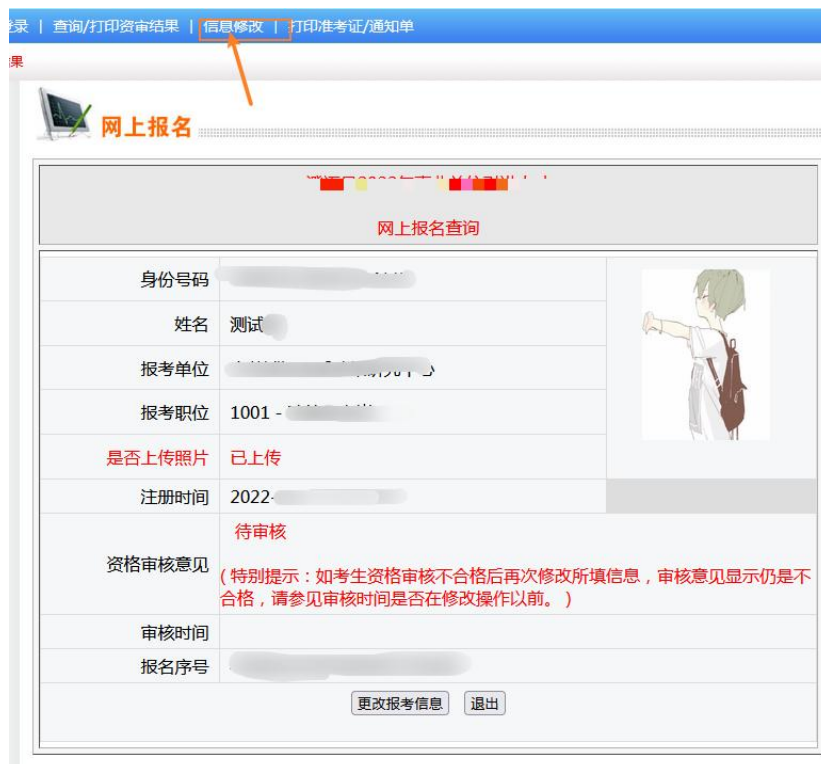 登录 | 查询/打印资审结果 | 信息修改 | 打印准考证/通知单
果
网上报名
网上报名查询
身份号码
姓名 测试
报考单位
报考职位 1001 -
是否上传照片 已上传
注册时间 2022-
待审核
资格审核意见
(特别提示：如考生资格审核不合格后再次修改所填信息，审核意见显示仍是不
合格，请参见审核时间是否在修改操作以前。)
审核时间
报名序号
更改报考信息 退出